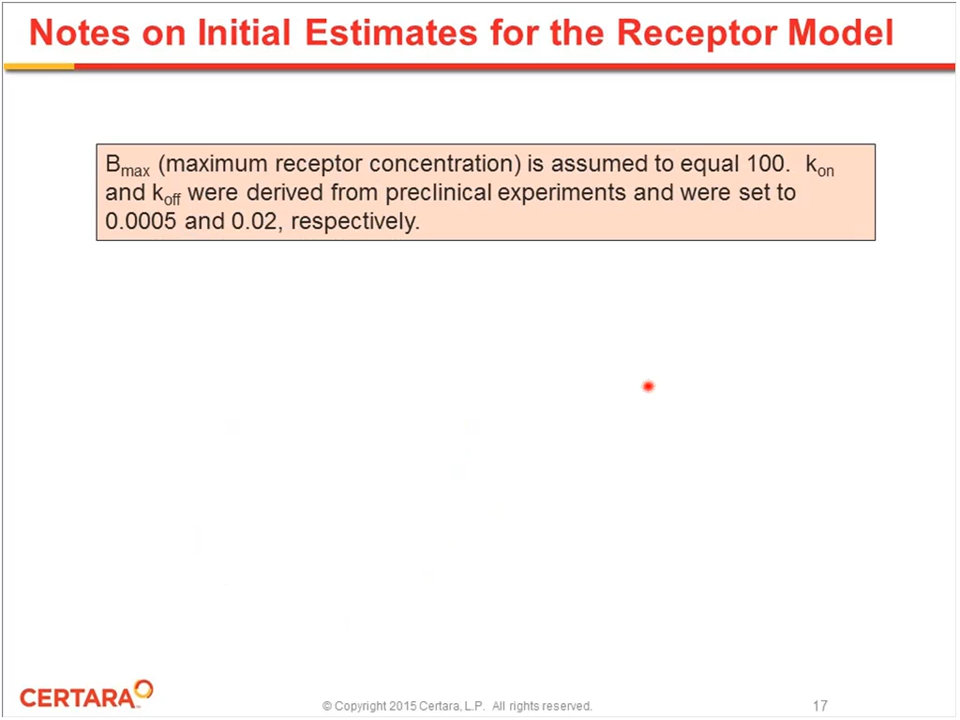 Notes on Initial Estimates for the Receptor Model
Bmax (maximum receptor concentration) is assumed to equal 100. kon
and koff were derived from preclinical experiments and were set to
0.0005 and 0.02, respectively.
CERTARA
© Copyright 2015 Certara, L.P. All rights reserved.
17